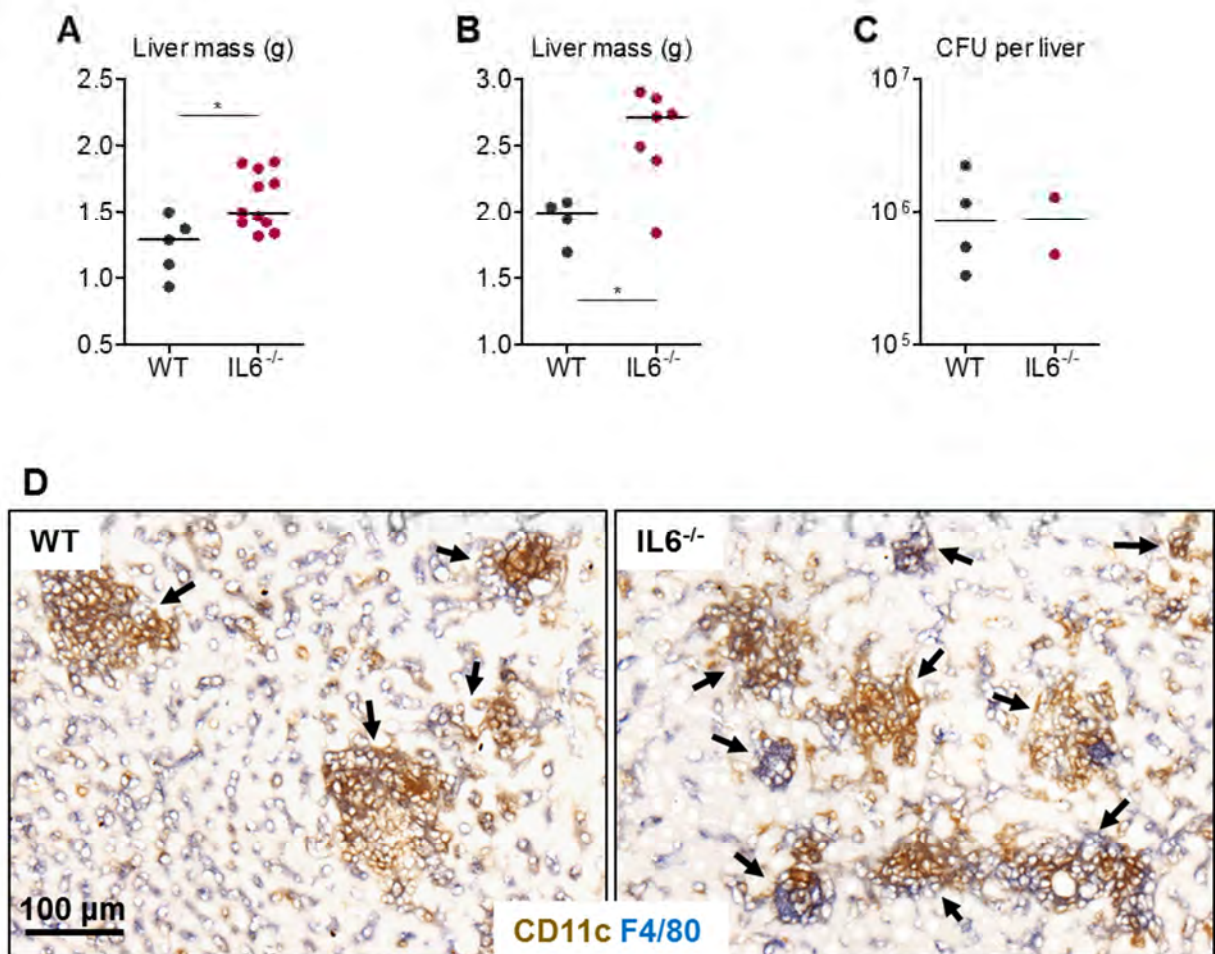 A
Liver mass (g)
2.5
2.0
1.5
1.0
0.5
*
WT IL6-/-
B
Liver mass (g)
3.0
2.5
2.0
1.5
1.0
*
WT IL6-/-
C
CFU per liver
10^7
10^6
10^5
WT IL6-/-
D
WT
100 µm
IL6-/-
CD11c F4/80